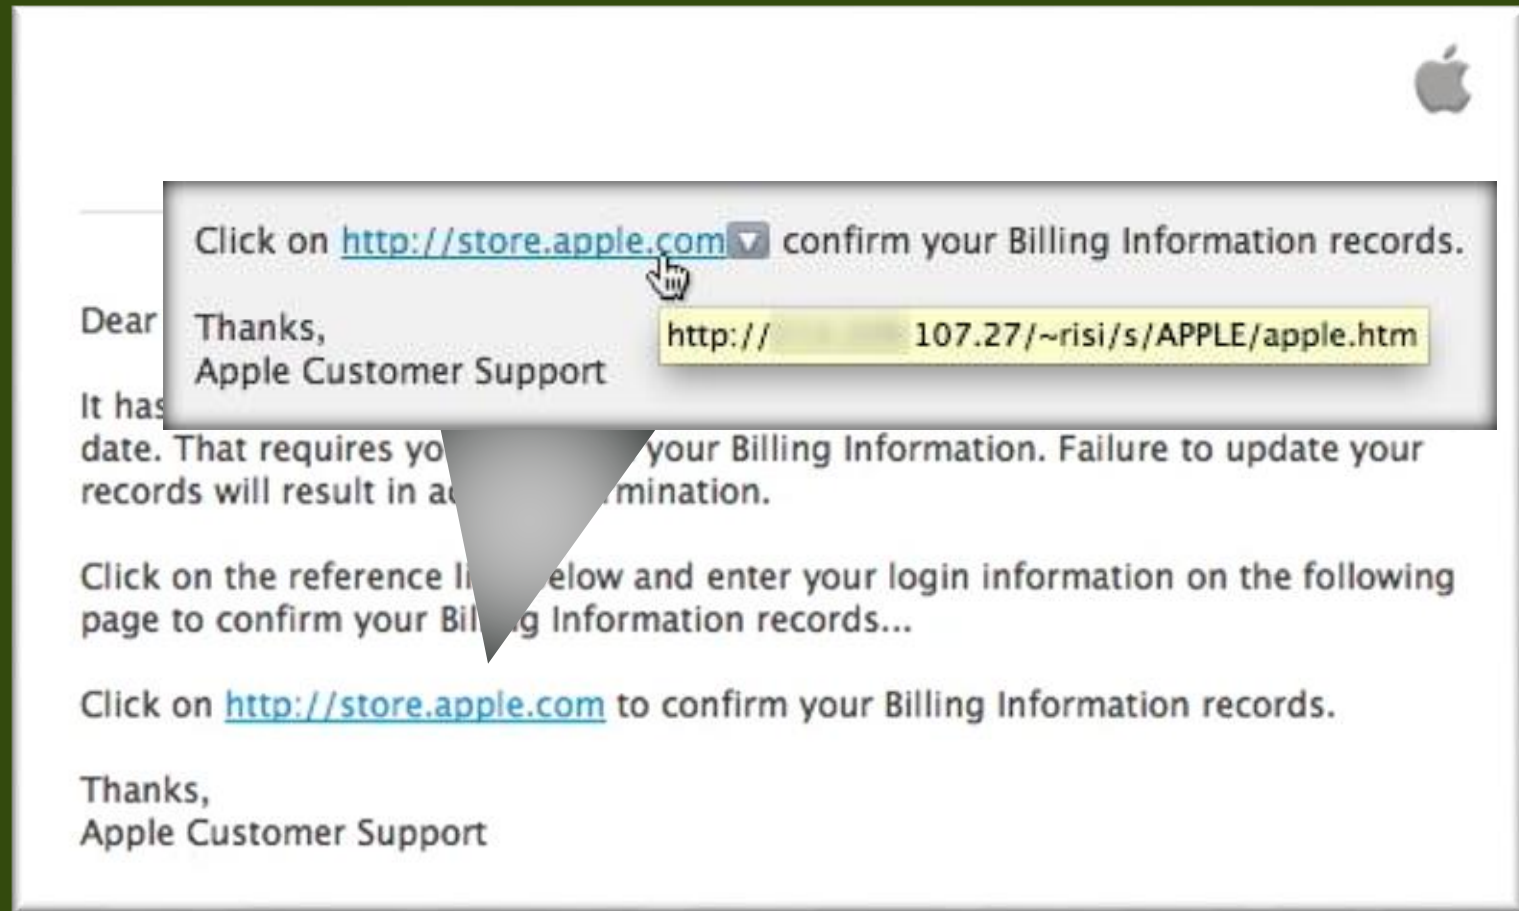 Click on http://store.apple.com confirm your Billing Information records.
Thanks,
Apple Customer Support
http:// 107.27/~risi/s/APPLE/apple.htm
Dear
It has
date. That requires yo your Billing Information. Failure to update your
records will result in a mination.
Click on the reference li elow and enter your login information on the following
page to confirm your Bil g Information records...
Click on http://store.apple.com to confirm your Billing Information records.
Thanks,
Apple Customer Support